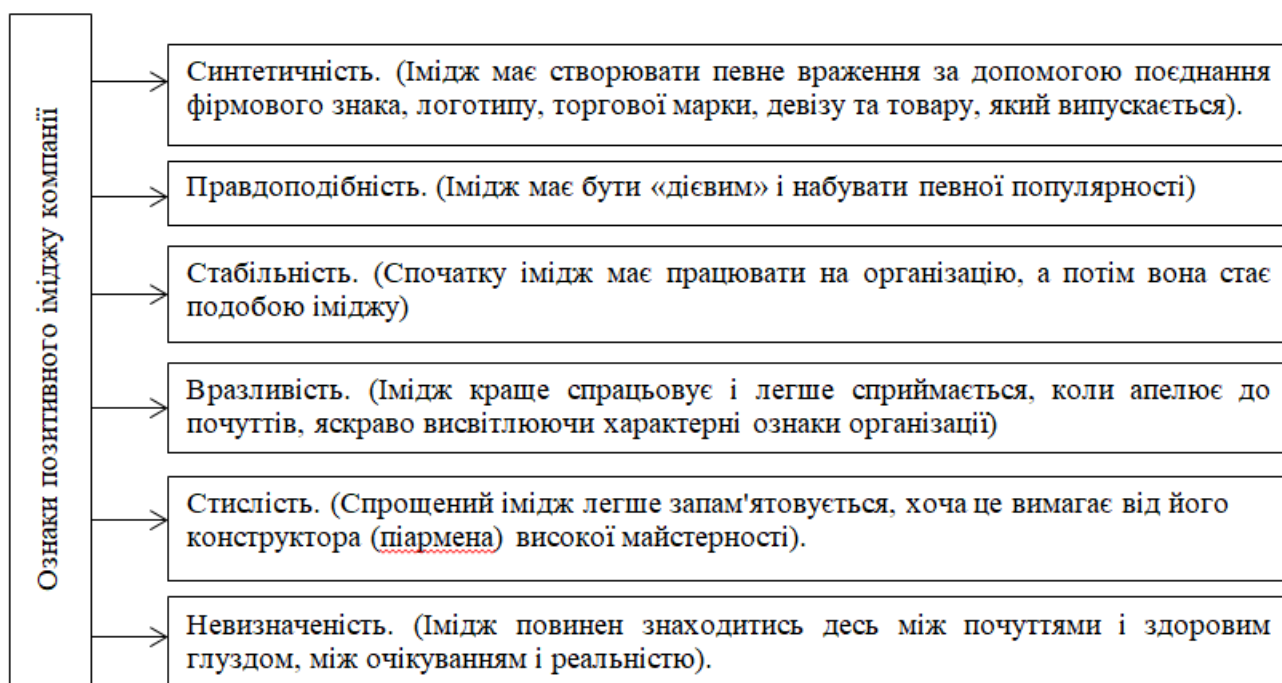 Ознаки позитивного іміджу компанії
Синтетичність. (Імідж має створювати певне враження за допомогою поєднання
фірмового знака, логотипу, торгової марки, девізу та товару, який випускається).
Правдоподібність. (Імідж має бути «дієвим» і набувати певної популярності)
Стабільність. (Спочатку імідж має працювати на організацію, а потім вона стає
подобою іміджу)
Вразливість. (Імідж краще спрацьовує і легше сприймається, коли апелює до
почуттів, яскраво висвітлюючи характерні ознаки організації)
Стислість. (Спрощений імідж легше запам'ятовується, хоча це вимагає від його
конструктора (піармена) високої майстерності).
Невизначеність. (Імідж повинен знаходитись десь між почуттями і здоровим
глуздом, між очікуванням і реальністю).